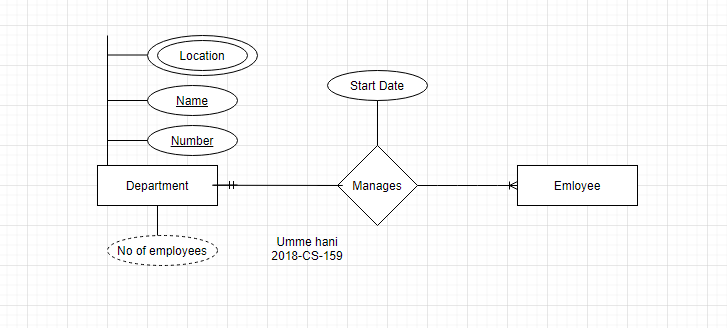 Location
Name
Number
Department
No of employees
Start Date
Manages
Emloyee
Umme hani
2018-CS-159